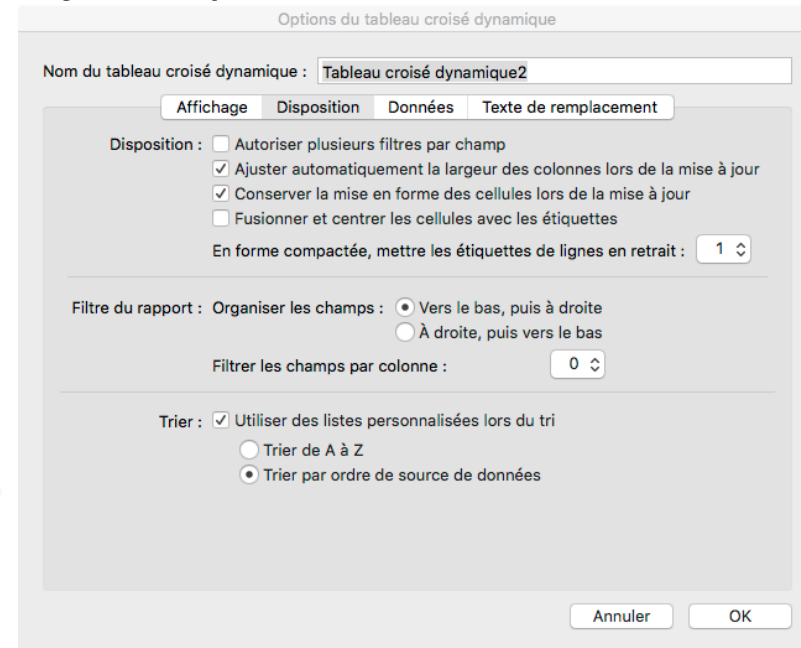 Options du tableau croisé dynamique
Nom du tableau croisé dynamique : Tableau croisé dynamique2
Affichage Disposition Données Texte de remplacement
Disposition : Autoriser plusieurs filtres par champ
Ajuster automatiquement la largeur des colonnes lors de la mise à jour
Conserver la mise en forme des cellules lors de la mise à jour
Fusionner et centrer les cellules avec les étiquettes
En forme compactée, mettre les étiquettes de lignes en retrait : 1
Filtre du rapport : Organiser les champs : Vers le bas, puis à droite
À droite, puis vers le bas
Filtrer les champs par colonne : 0
Trier : Utiliser des listes personnalisées lors du tri
Trier de A à Z
Trier par ordre de source de données
Annuler OK